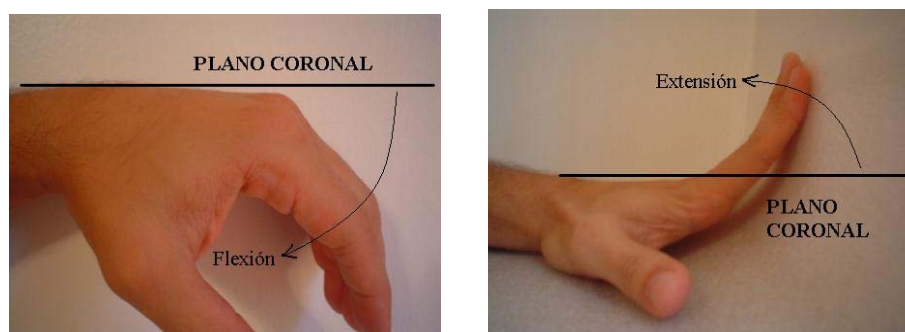 PLANO CORONAL
Flexión
Extensión
PLANO
CORONAL